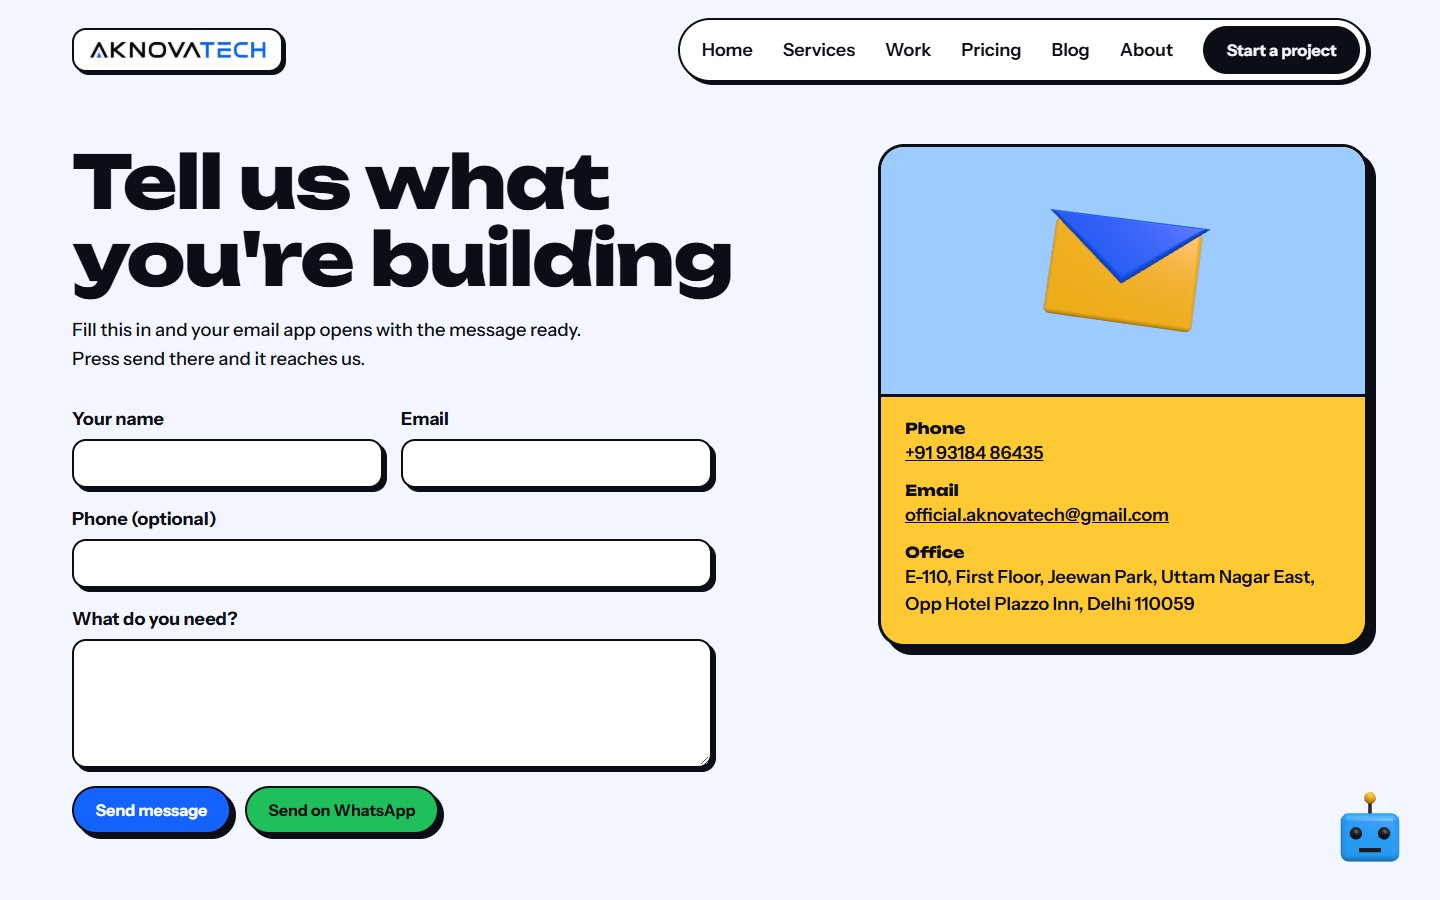 AKNOVATECH
Home Services Work Pricing Blog About Start a project
Tell us what
you're building
Fill this in and your email app opens with the message ready.
Press send there and it reaches us.
Your name Email
Phone (optional)
What do you need?
Send message Send on WhatsApp
Phone
+91 93184 86435
Email
official.aknovatech@gmail.com
Office
E-110, First Floor, Jeewan Park, Uttam Nagar East,
Opp Hotel Plazzo Inn, Delhi 110059